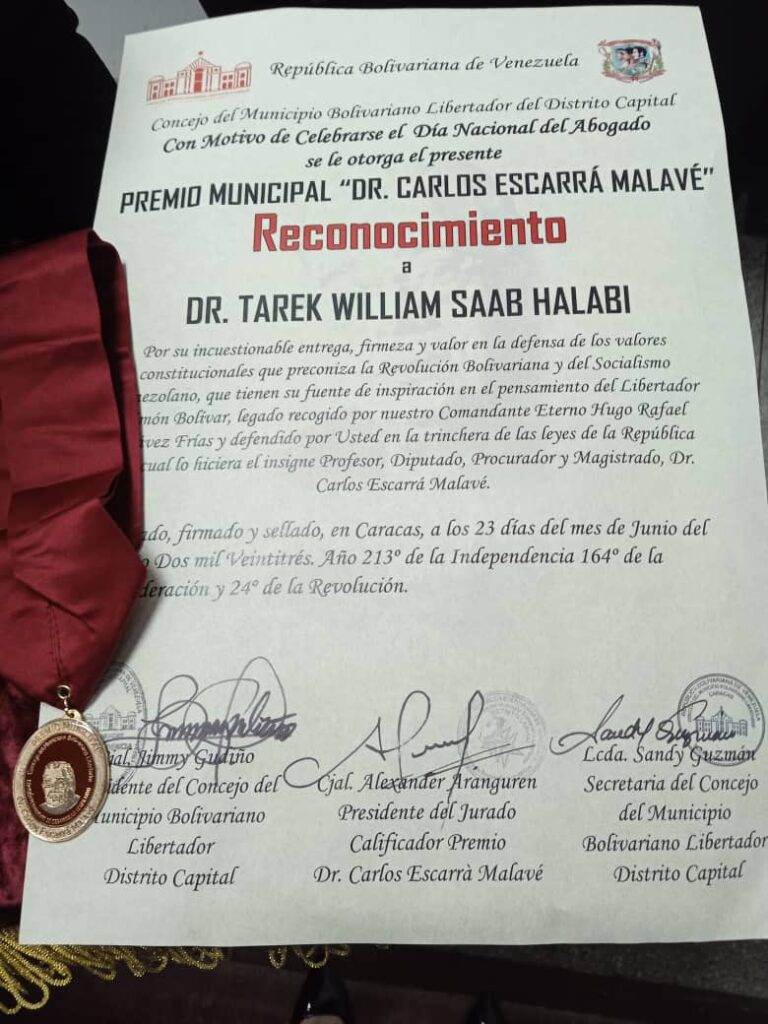 República Bolivariana de Venezuela
Concejo del Municipio Bolivariano Libertador del Distrito Capital
Con Motivo de Celebrarse el Día Nacional del Abogado
se le otorga el presente
PREMIO MUNICIPAL “DR. CARLOS ESCARRÁ MALAVÉ”
Reconocimiento
a
DR. TAREK WILLIAM SAAB HALABI
Por su incuestionable entrega, firmeza y valor en la defensa de los valores
constitucionales que preconiza la Revolución Bolivariana y del Socialismo
ezolano, que tienen su fuente de inspiración en el pensamiento del Libertador
món Bolívar, legado recogido por nuestro Comandante Eterno Hugo Rafael
vez Frías y defendido por Usted en la trinchera de las leyes de la República
cual lo hiciera el insigne Profesor, Diputado, Procurador y Magistrado, Dr.
Carlos Escarrá Malavé.
ado, firmado y sellado, en Caracas, a los 23 días del mes de Junio del
o Dos mil Veintitrés. Año 213º de la Independencia 164º de la
deración y 24º de la Revolución.
jal. Jimmy Gudiño
idente del Concejo del
unicipio Bolivariano
Libertador
Distrito Capital
Cjal. Alexander Aranguren
Presidente del Jurado
Calificador Premio
Dr. Carlos Escarrà Malavé
Lcda. Sandy Guzmán
Secretaria del Concejo
del Municipio
Bolivariano Libertador
Distrito Capital